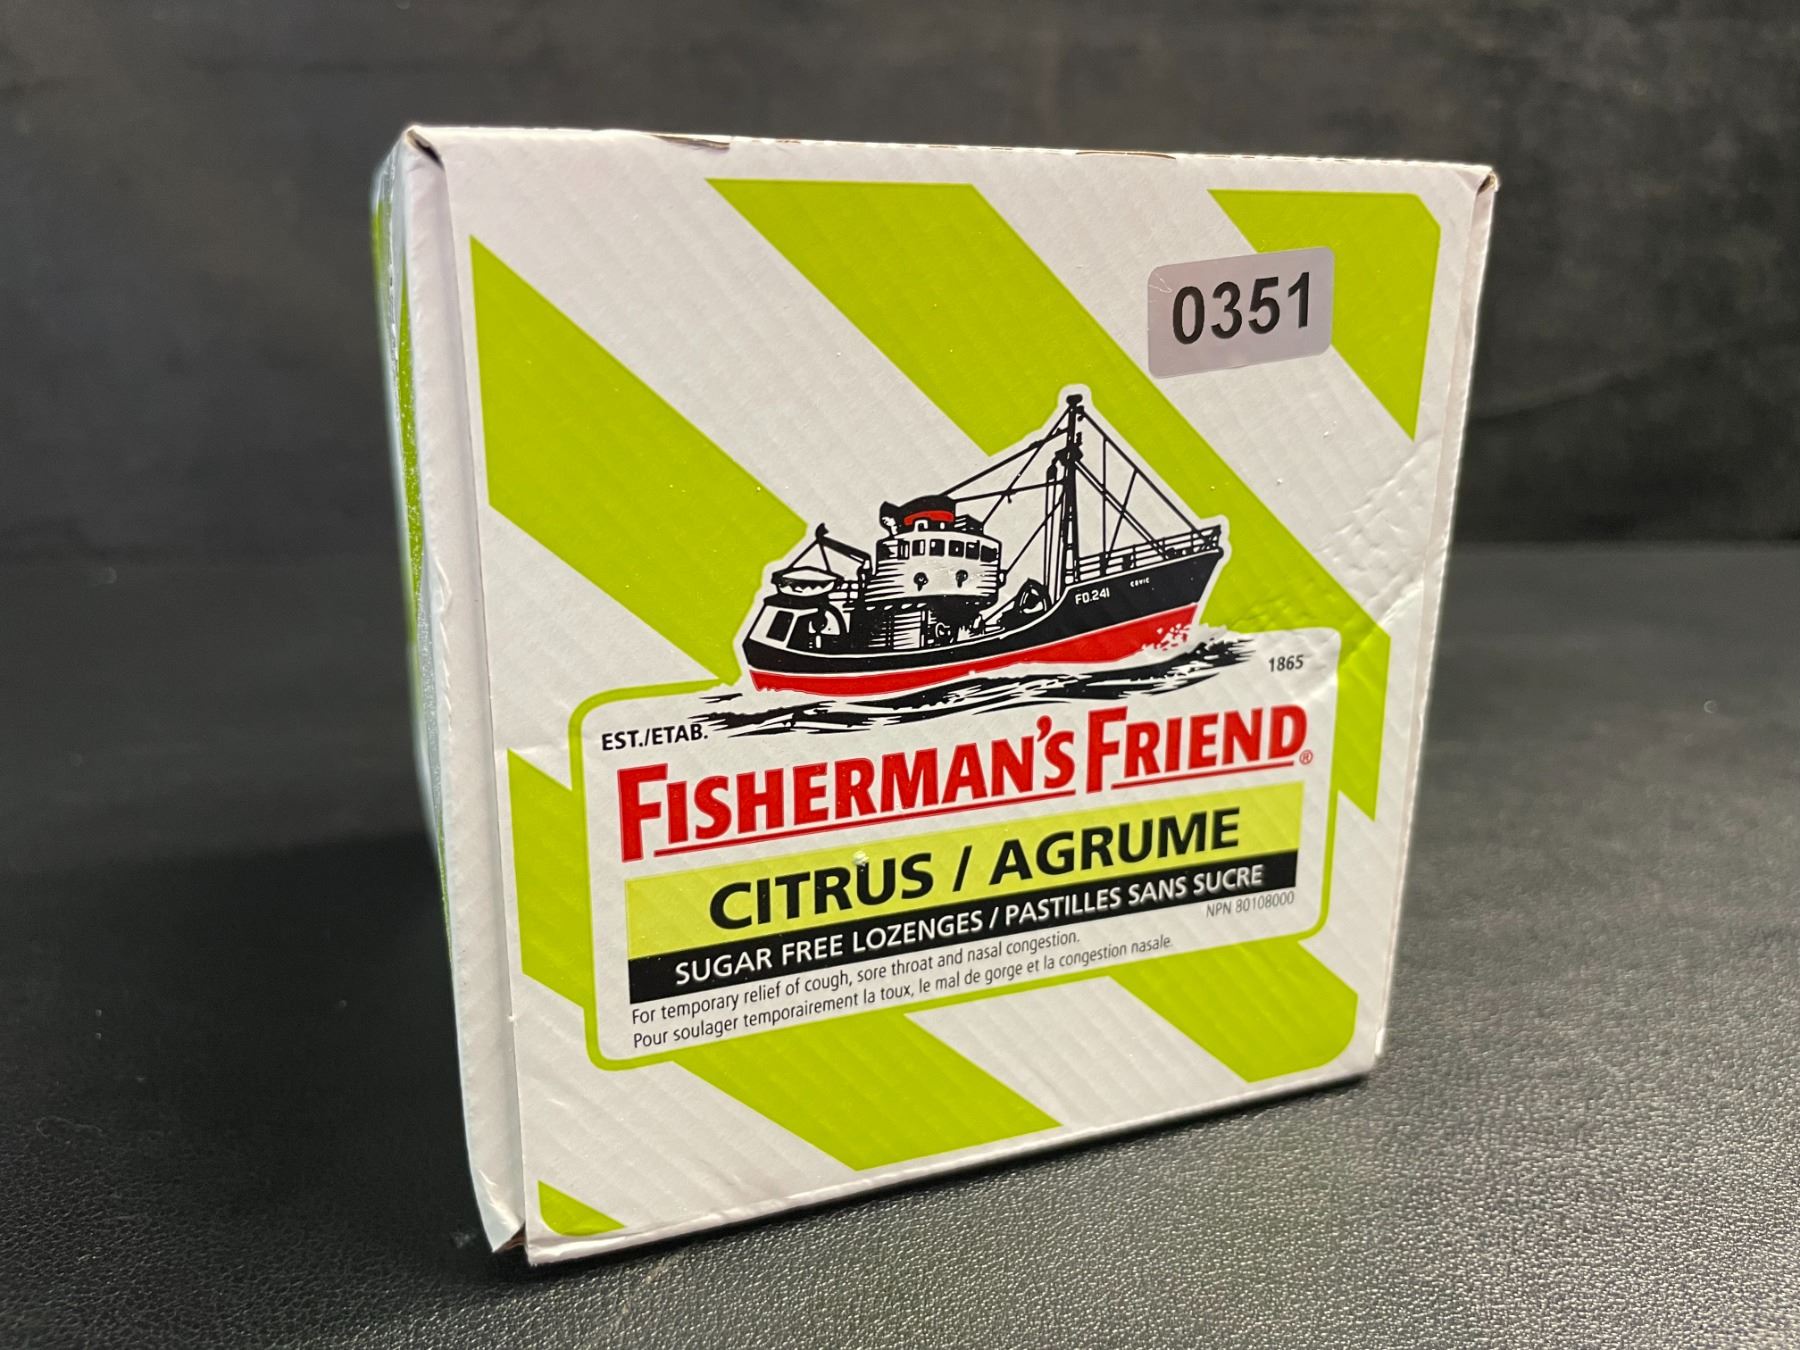 0351
FD.241 COVIC
1865
EST./ETAB.
FISHERMAN'S FRIEND®
CITRUS / AGRUME
SUGAR FREE LOZENGES / PASTILLES SANS SUCRE
NPN 80108000
For temporary relief of cough, sore throat and nasal congestion.
Pour soulager temporairement la toux, le mal de gorge et la congestion nasale.